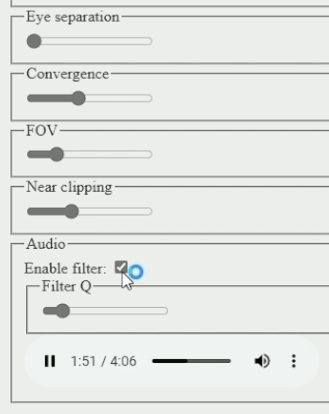 Eye separation
Convergence
FOV
Near clipping
Audio
Enable filter:
Filter Q
1:51 / 4:06